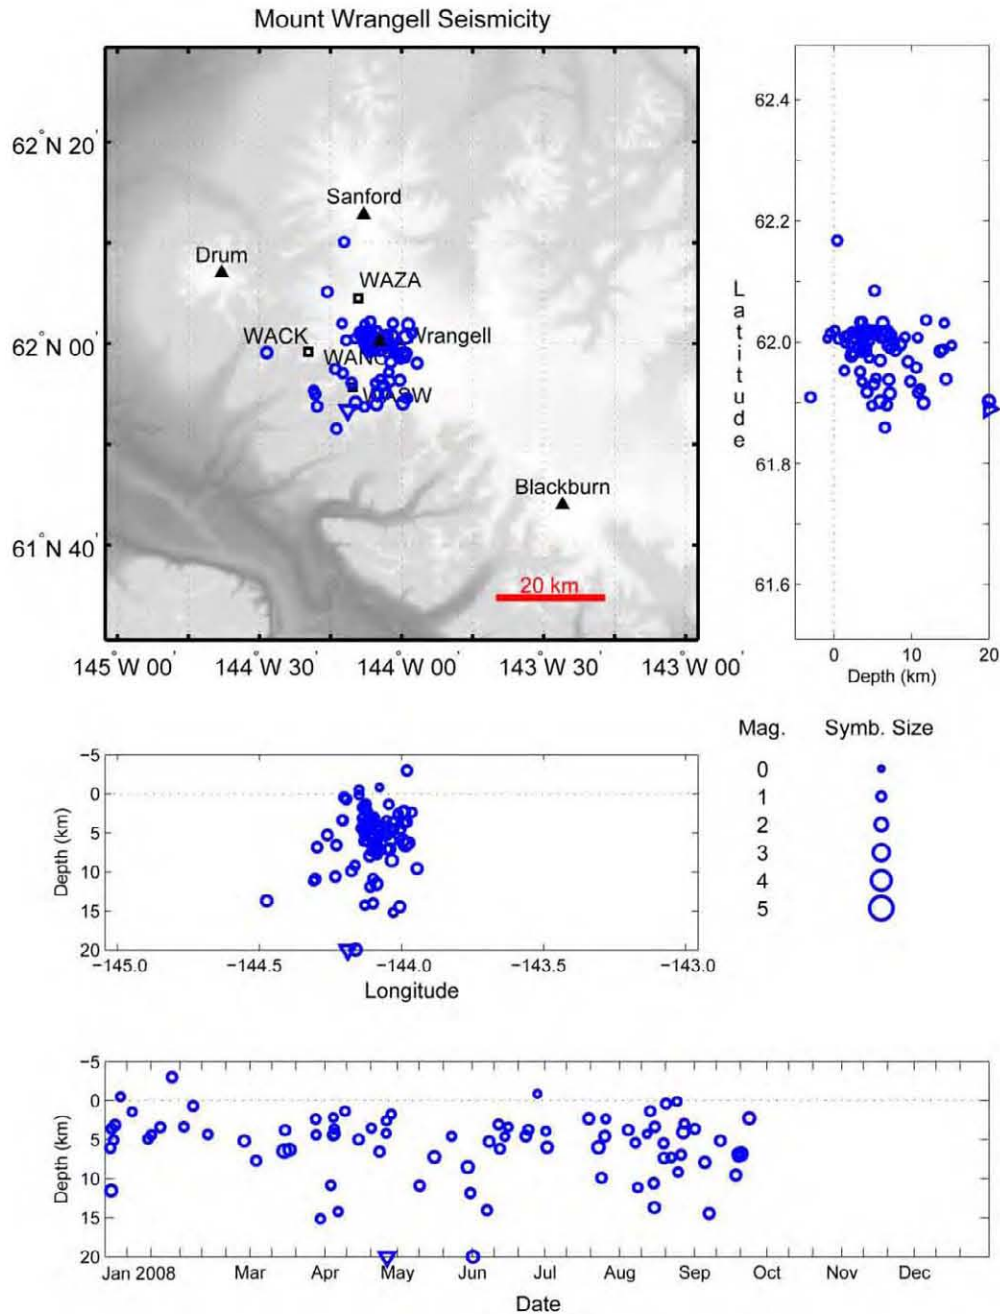 Mount Wrangell Seismicity
62°N 20'
62°N 00'
61°N 40'
Sanford
Drum
WAZA
WACK
Wrangell
WANC
WASW
Blackburn
20 km
145°W 00'
144°W 30'
144°W 00'
143°W 30'
143°W 00'
62.4
62.2
62.0
61.8
61.6
Latitude
0 10 20
Depth (km)
−5
0
5
10
15
20
Depth (km)
−145.0 −144.5 −144.0 −143.5 −143.0
Longitude
Mag. Symb. Size
0
1
2
3
4
5
−5
0
5
10
15
20
Depth (km)
Jan 2008 Mar Apr May Jun Jul Aug Sep Oct Nov Dec
Date